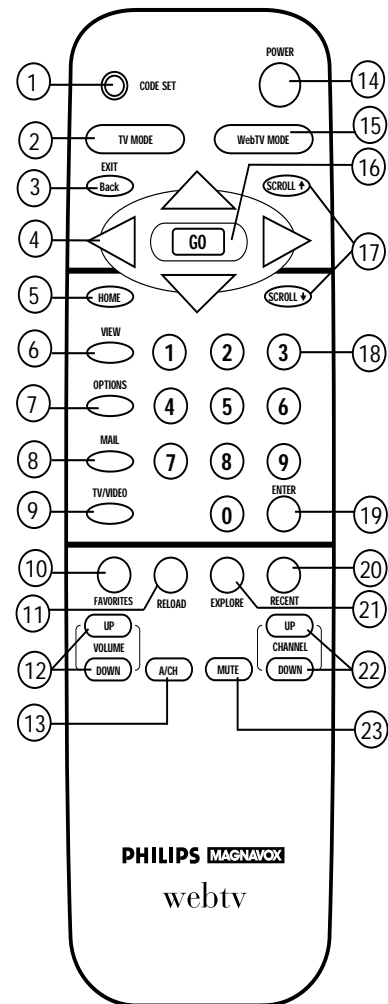 POWER
1 CODE SET 14
2 TV MODE WebTV MODE 15
EXIT
3 Back SCROLL ↑ 16
4 GO 17
5 HOME SCROLL ↓
VIEW
6 1 2 3 18
OPTIONS
7 4 5 6
MAIL
8 7 8 9
TV/VIDEO ENTER
9 0 19
10 20
11 FAVORITES RELOAD EXPLORE RECENT 21
UP UP
12 VOLUME CHANNEL 22
DOWN A/CH MUTE DOWN
13 23
PHILIPS MAGNAVOX
webtv